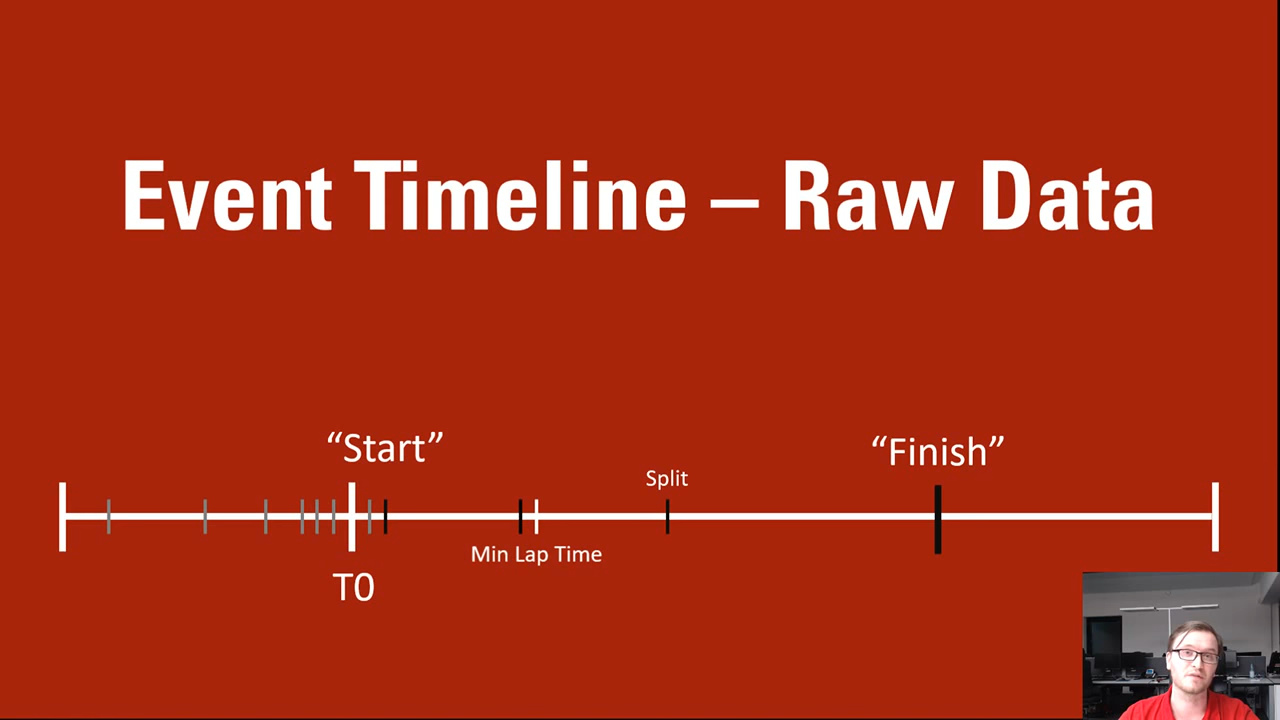 Event Timeline – Raw Data
“Start”
“Finish”
Split
Min Lap Time
T0